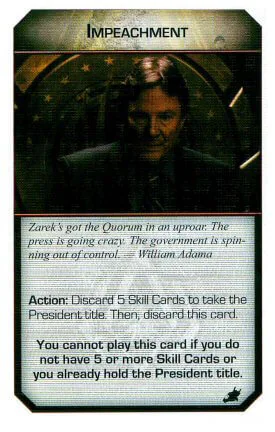 IMPEACHMENT
Zarek's got the Quorum in an uproar. The
press is going crazy. The government is spin-
ning out of control. — William Adama
Action: Discard 5 Skill Cards to take the
President title. Then, discard this card.
You cannot play this card if you do
not have 5 or more Skill Cards or
you already hold the President title.